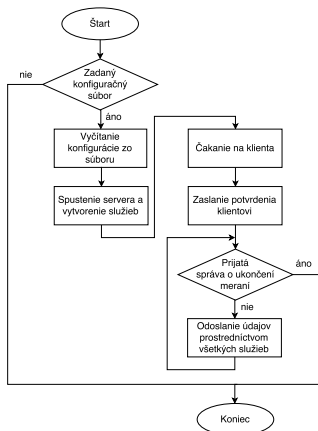 Štart
Zadaný
konfiguračný
súbor
nie
áno
Vyčítanie
konfigurácie zo
súboru
Spustenie servera a
vytvorenie služieb
Čakanie na klienta
Zaslanie potvrdenia
klientovi
Prijatá
správa o ukončení
meraní
áno
nie
Odoslanie údajov
prostredníctvom
všetkých služieb
Koniec